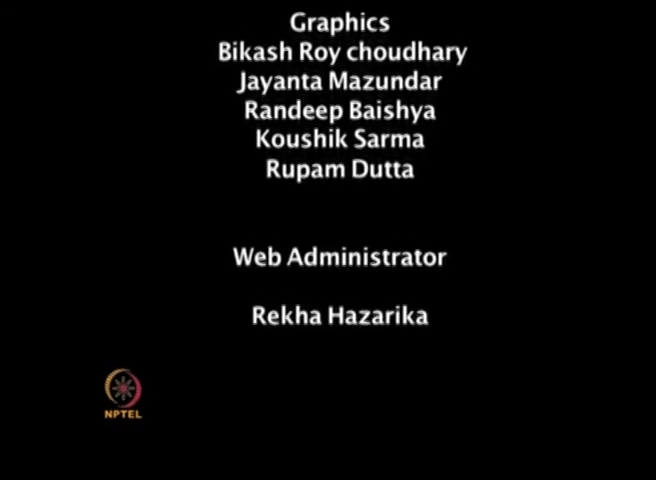 Graphics
Bikash Roy choudhary
Jayanta Mazundar
Randeep Baishya
Koushik Sarma
Rupam Dutta
Web Administrator
Rekha Hazarika
NPTEL